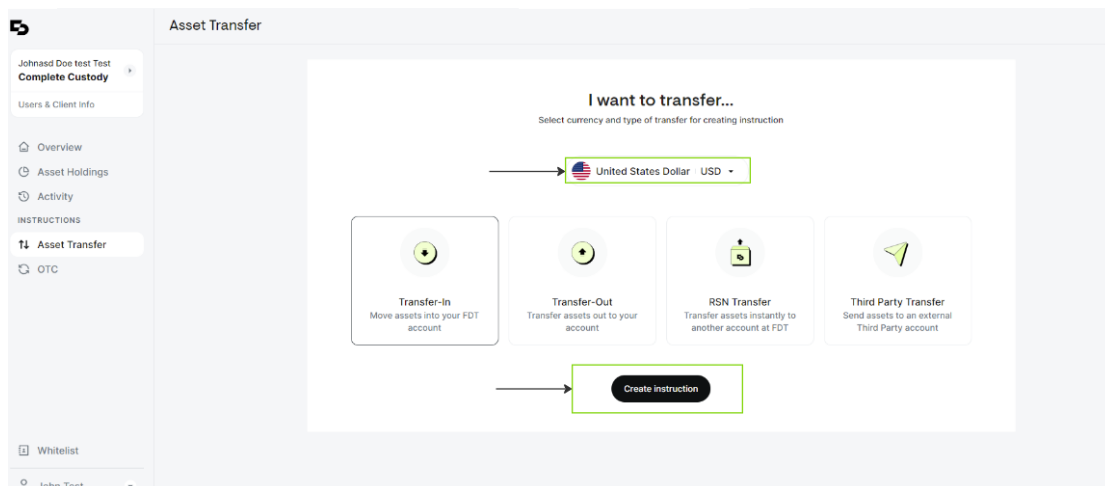 Asset Transfer
Johnasd Doe test Test
Complete Custody
Users & Client Info
Overview
Asset Holdings
Activity
INSTRUCTIONS
Asset Transfer
OTC
Whitelist
John Test
I want to transfer...
Select currency and type of transfer for creating instruction
United States Dollar USD
Transfer-In
Move assets into your FDT
account
Transfer-Out
Transfer assets out to your
account
RSN Transfer
Transfer assets instantly to
another account at FDT
Third Party Transfer
Send assets to an external
Third Party account
Create instruction